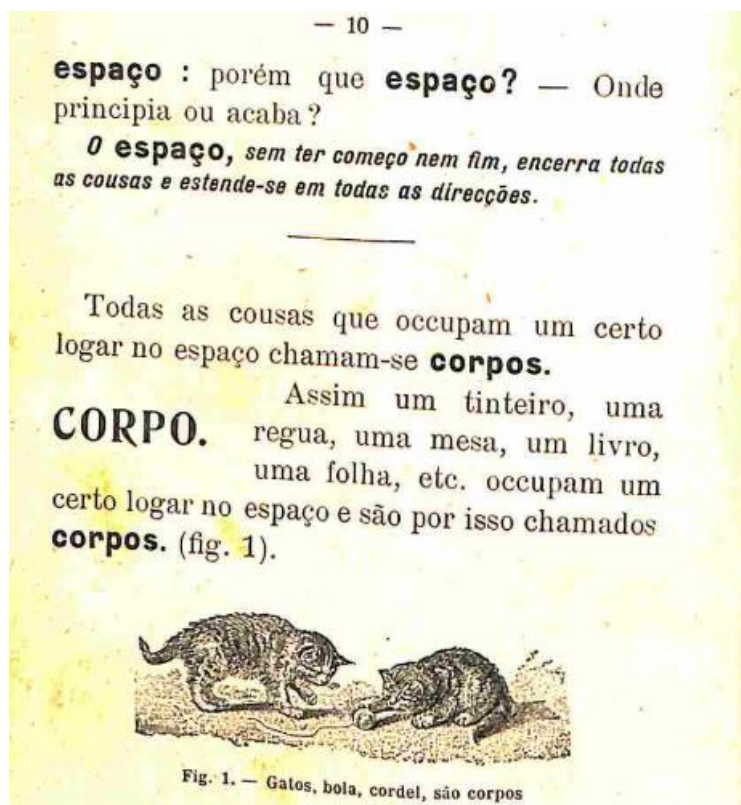 — 10 —
espaço : porém que espaço? — Onde
principia ou acaba?
O espaço, sem ter começo nem fim, encerra todas
as cousas e estende-se em todas as direcções.
Todas as cousas que occupam um certo
logar no espaço chamam-se corpos.
CORPO.
Assim um tinteiro, uma
regua, uma mesa, um livro,
uma folha, etc. occupam um
certo logar no espaço e são por isso chamados
corpos. (fig. 1).
Fig. 1. — Gatos, bola, cordel, são corpos